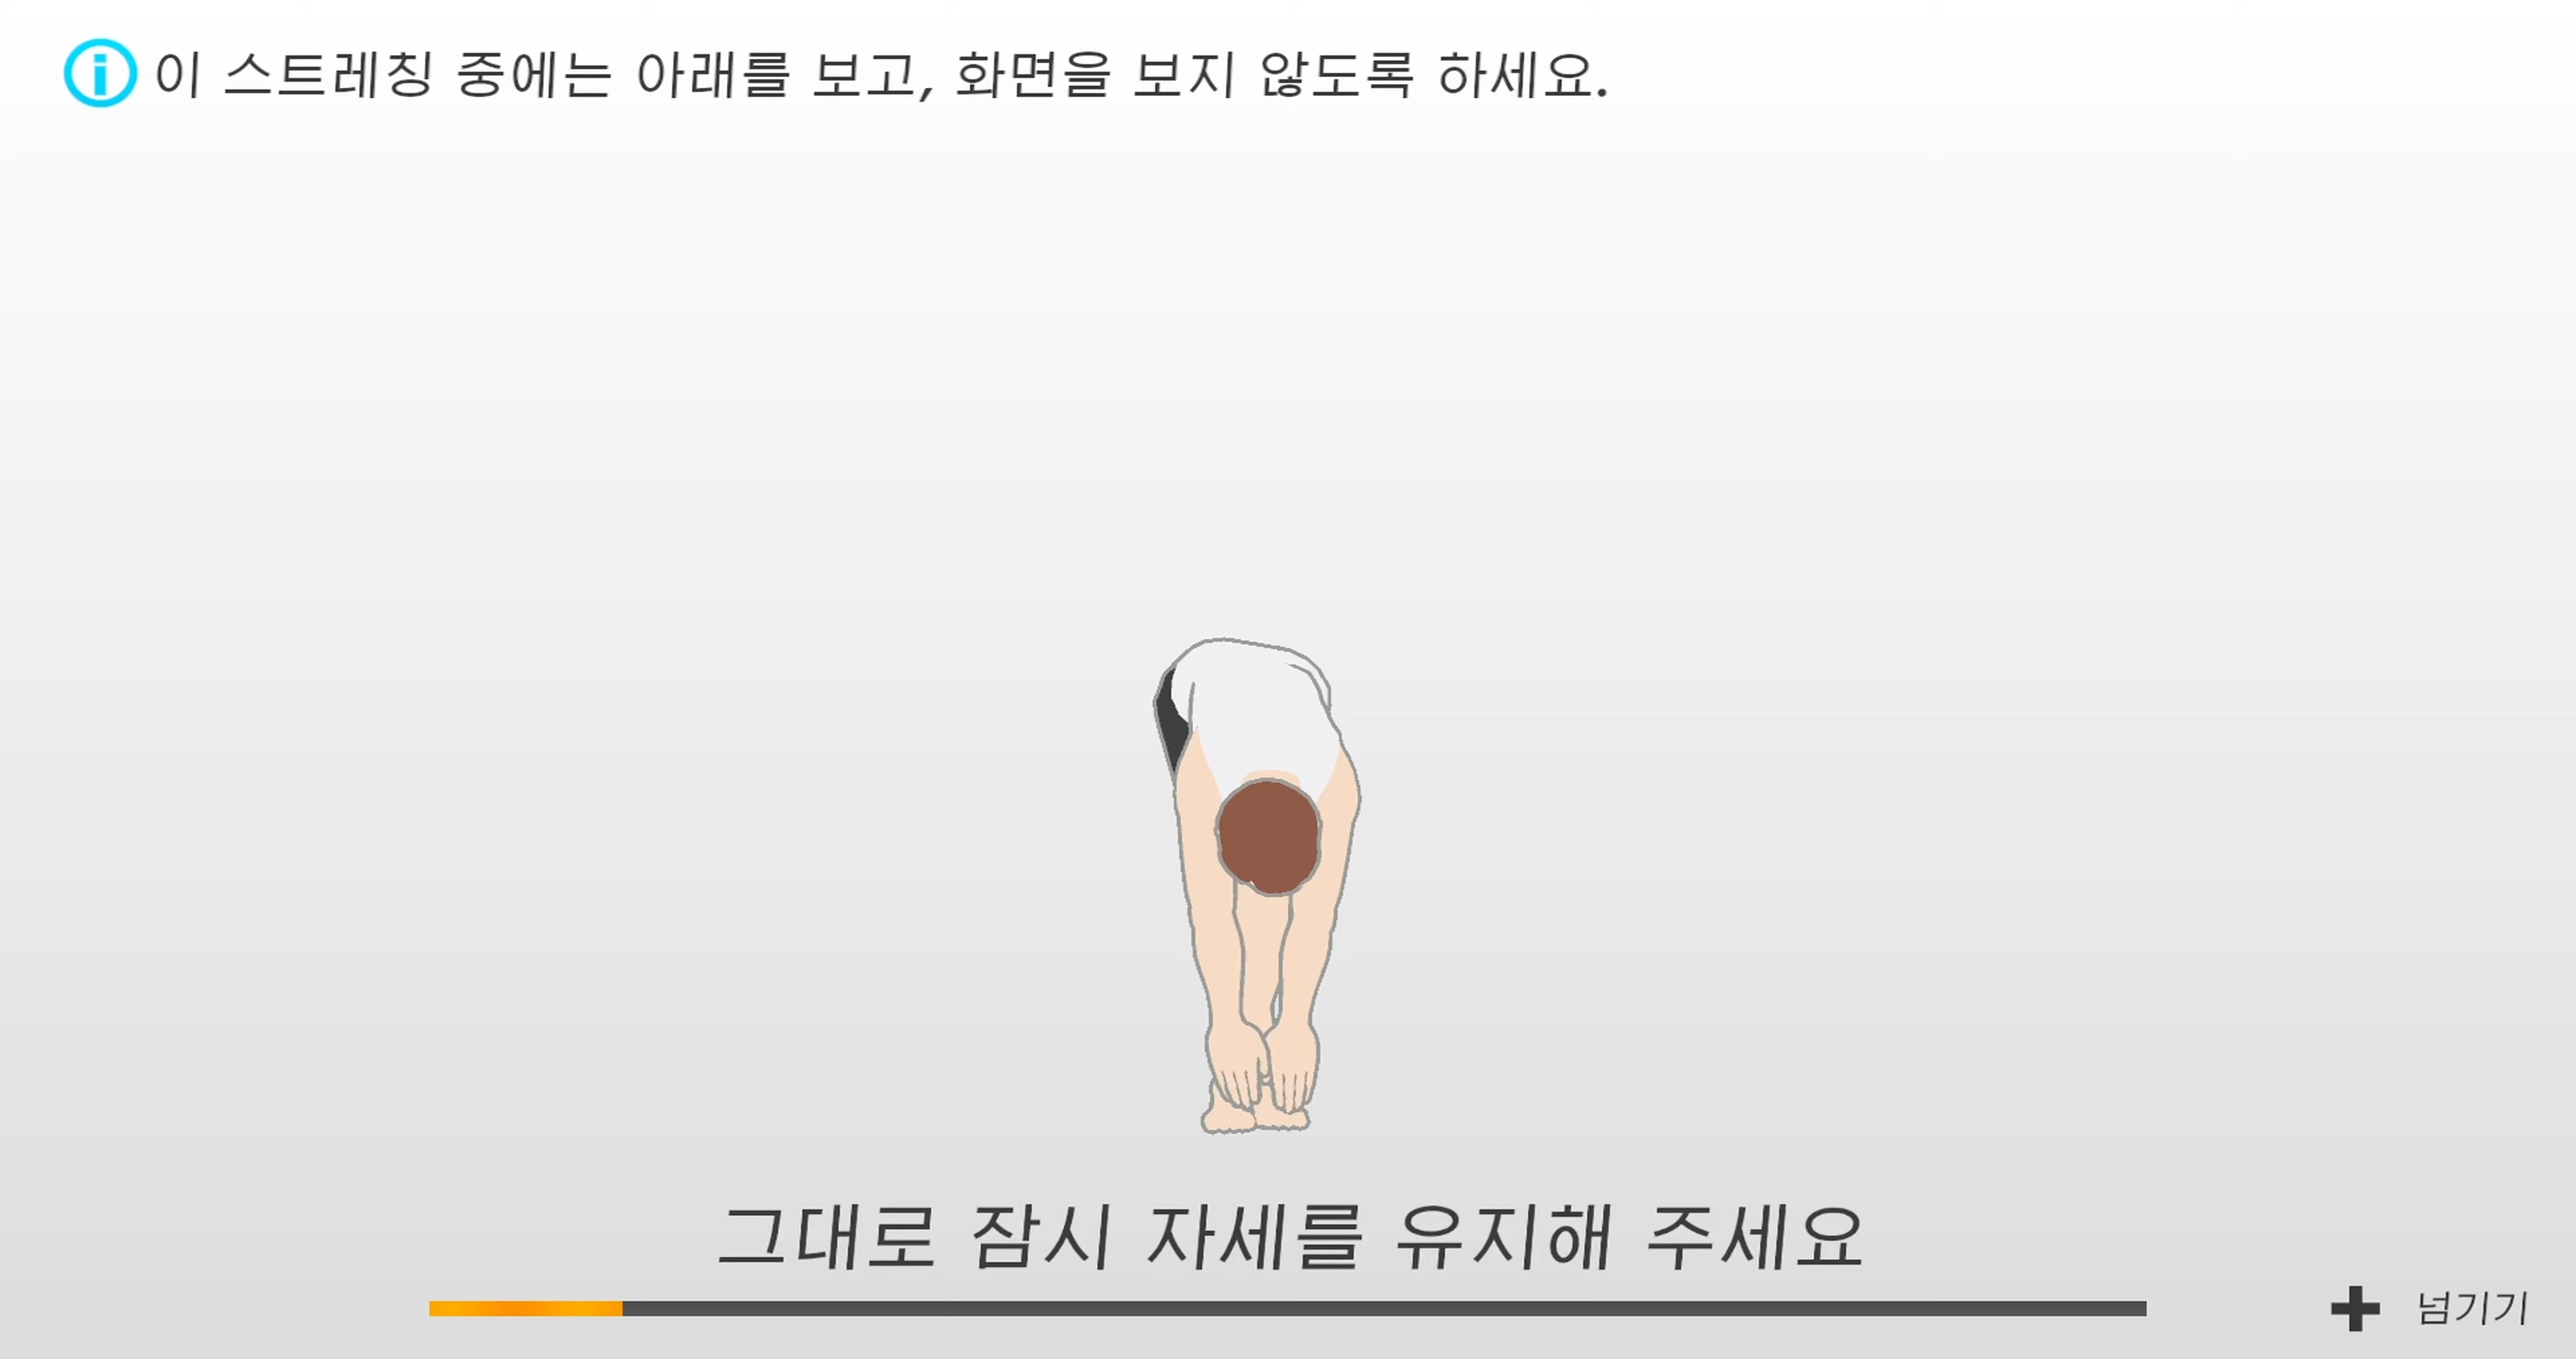 이 스트레칭 중에는 아래를 보고, 화면을 보지 않도록 하세요.
그대로 잠시 자세를 유지해 주세요
넘기기